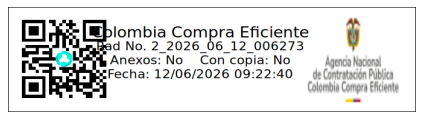 Colombia Compra Eficiente
Rad No. 2_2026_06_12_006273
Anexos: No Con copia: No
Fecha: 12/06/2026 09:22:40
Agencia Nacional
de Contratación Pública
Colombia Compra Eficiente